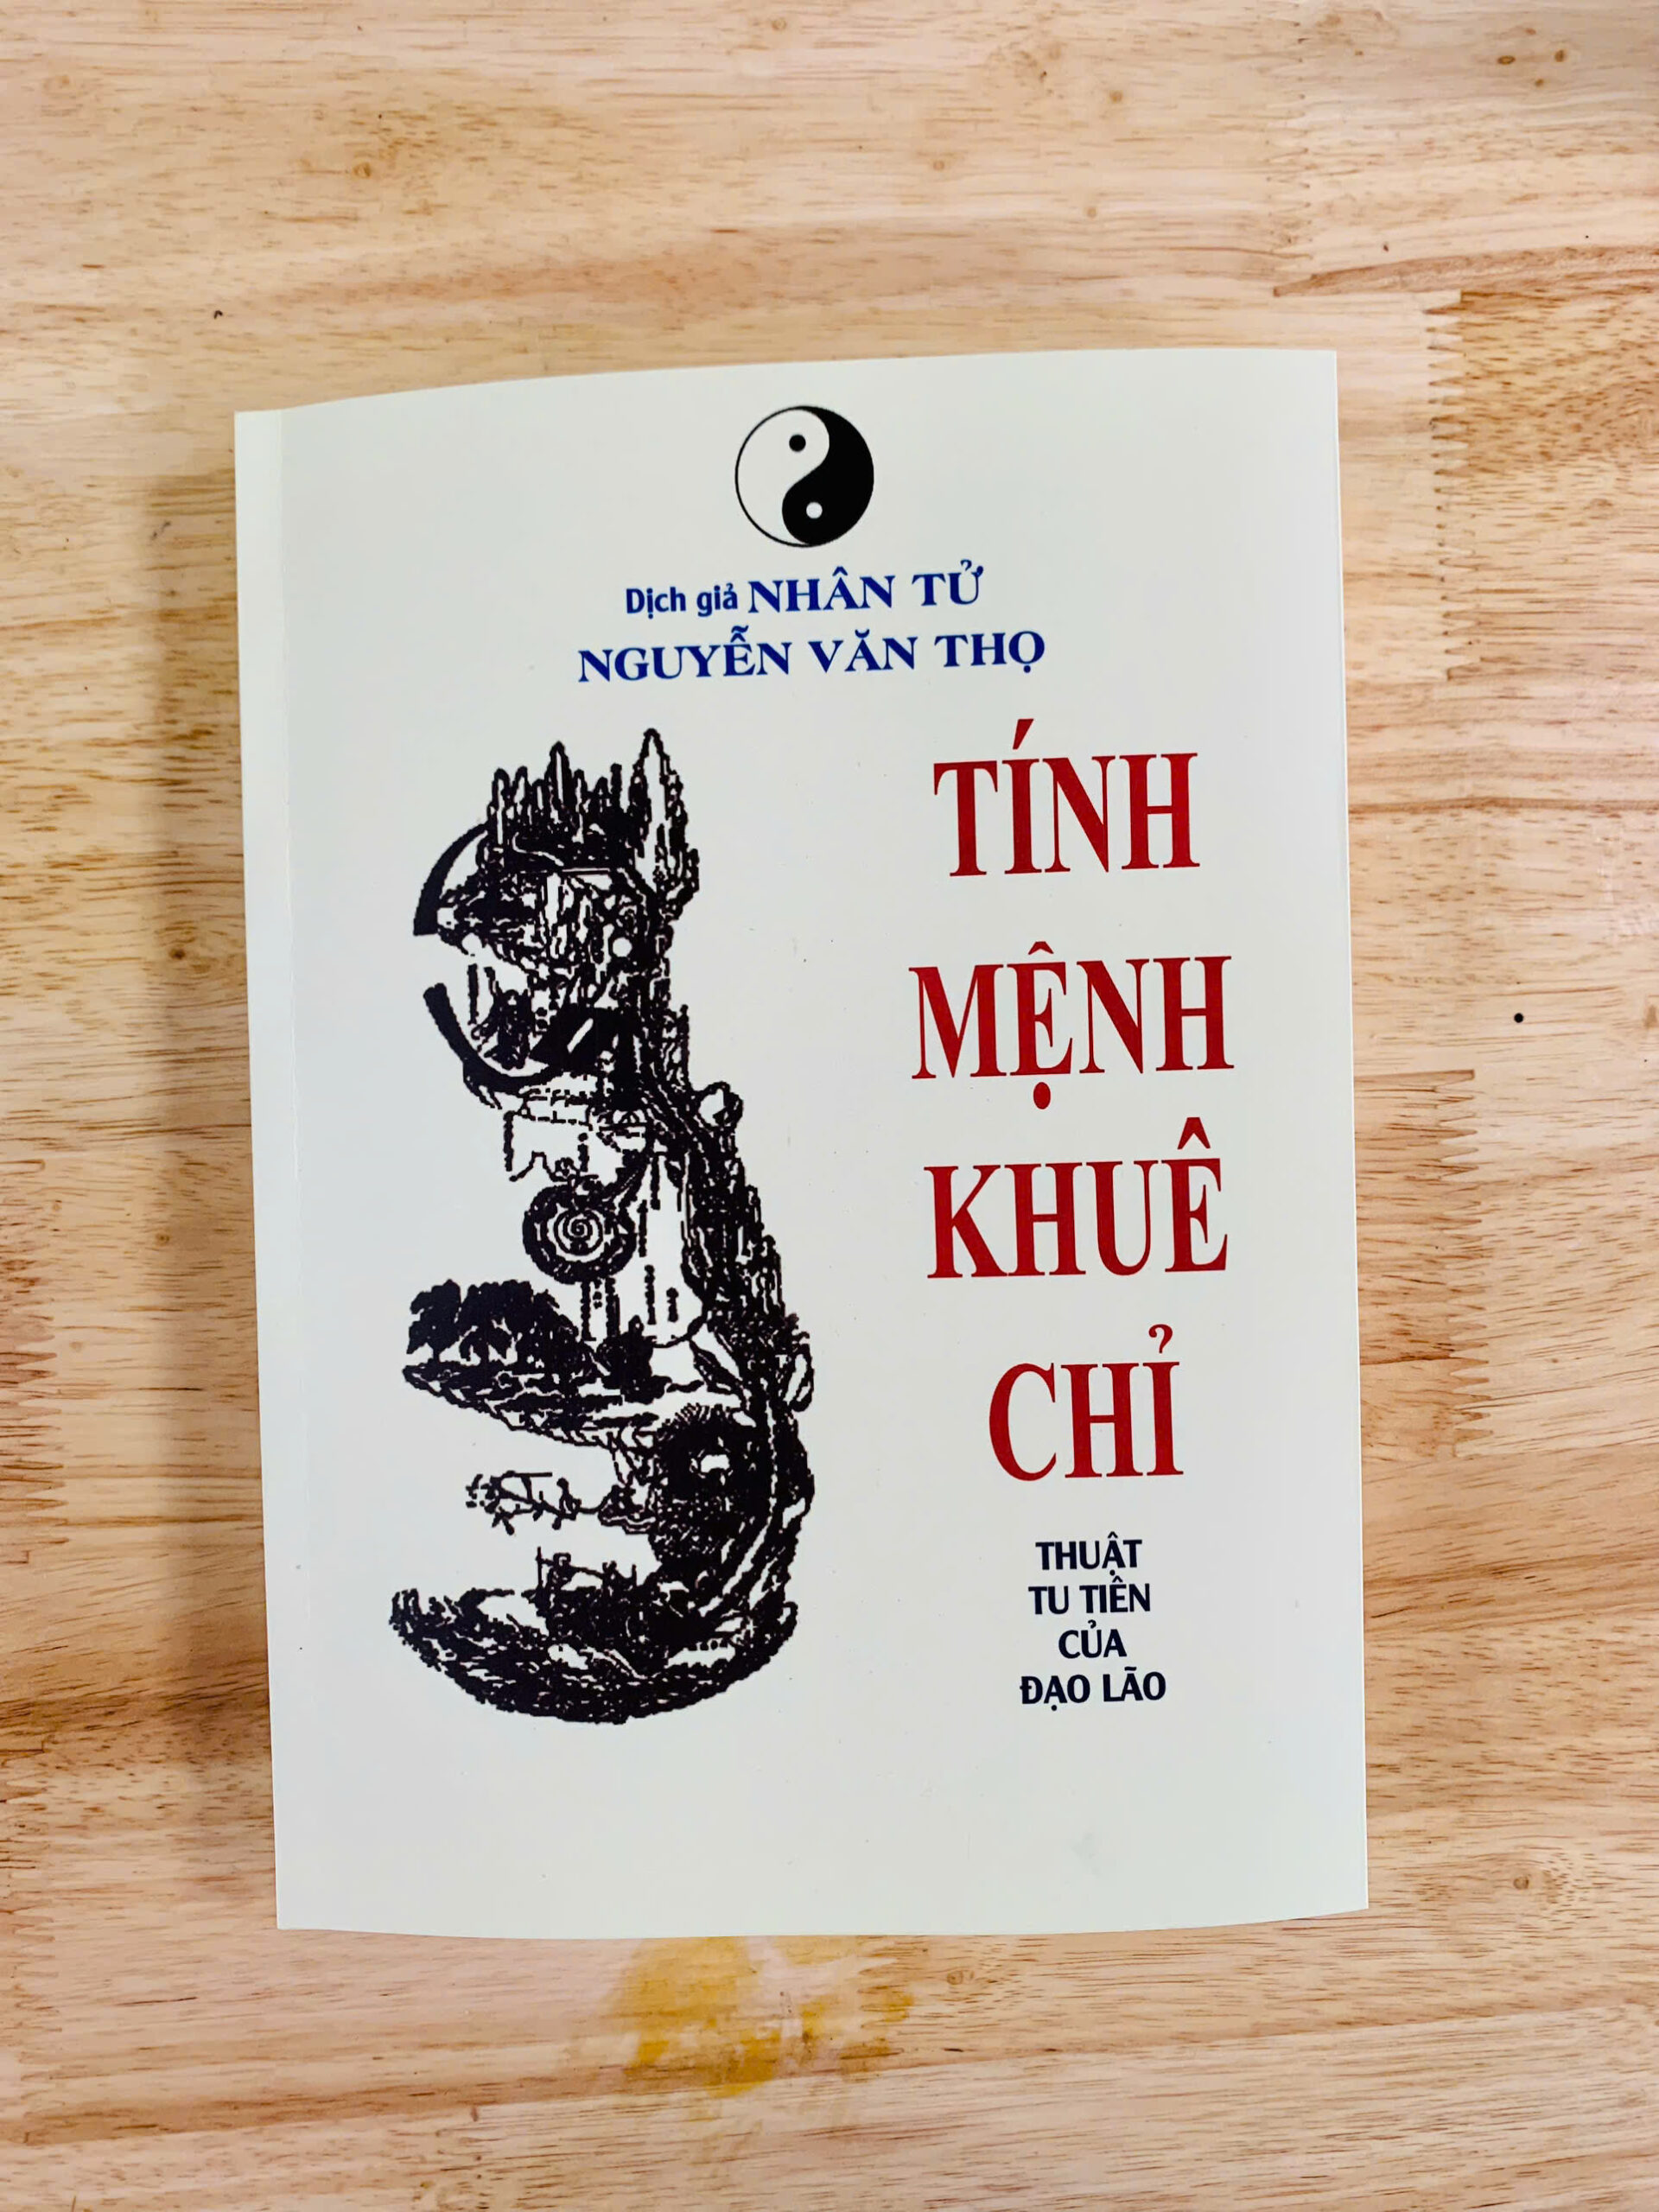 Dịch giả NHÂN TỬ
NGUYỄN VĂN THỌ
TÍNH
MỆNH
KHUÊ
CHỈ
THUẬT
TU TIÊN
CỦA
ĐẠO LÃO